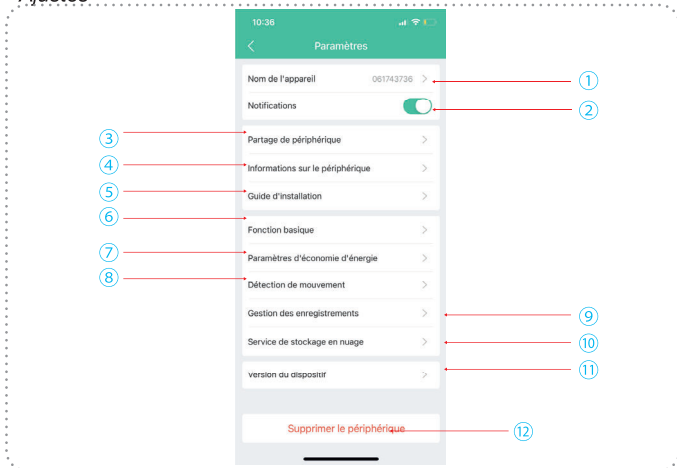 Ajustes
10:36
Paramètres
Nom de l'appareil 061743736 ①
Notifications ②
③ Partage de périphérique
④ Informations sur le périphérique
⑤ Guide d'installation
⑥ Fonction basique
⑦ Paramètres d'économie d'énergie
⑧ Détection de mouvement
Gestion des enregistrements ⑨
Service de stockage en nuage ⑩
Version du dispositif ⑪
Supprimer le périphérique ⑫